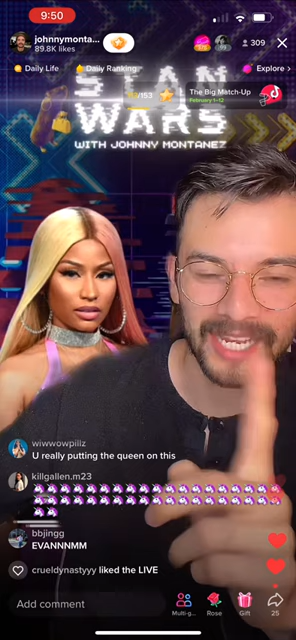 9:50
johnnymonta...
89.8K likes
309
Daily Life
Daily Ranking
Explore >
STAN
/153
The Big Match-Up
February 1-12
WARS
WITH JOHNNY MONTANEZ
wiwwowpillz
U really putting the queen on this
killgallen.m23
bbjingg
EVANNNMM
crueldynastyyy liked the LIVE
Add comment
Multi-g...
Rose
Gift
25